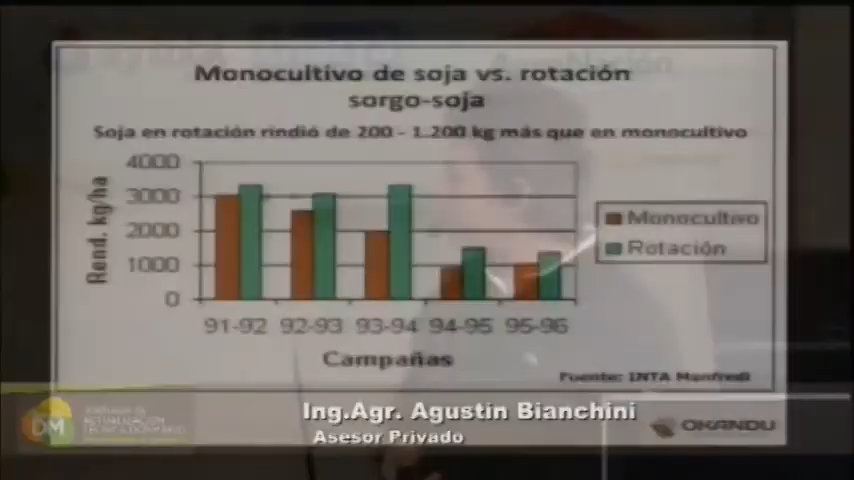 Monocultivo de soja vs. rotación
sorgo-soja
Soja en rotación rindió de 200 - 1.200 kg más que en monocultivo
Rend. kg/ha
4000
3000
2000
1000
0
91-92 92-93 93-94 94-95 95-96
Campañas
Monocultivo
Rotación
Fuente: INTA Manfredi
Ing.Agr. Agustin Bianchini
Asesor Privado
DM
OKANDU